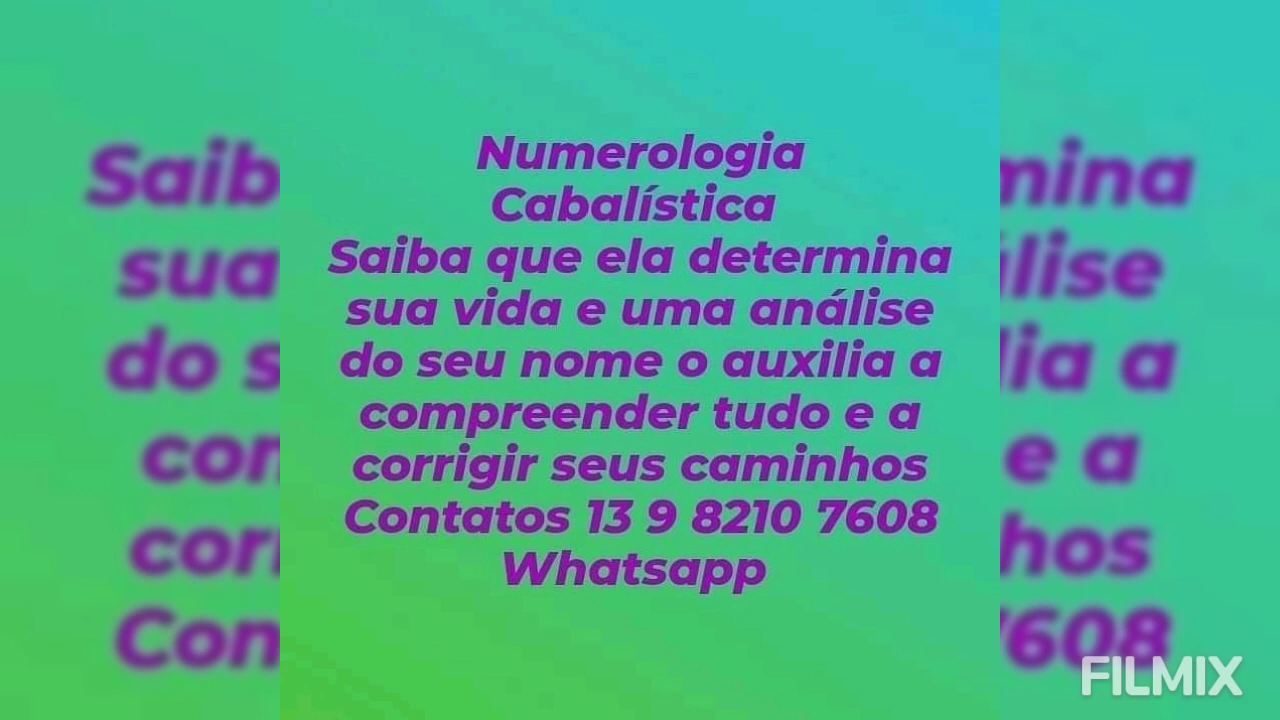 Numerologia
Cabalística
Saiba que ela determina
sua vida e uma análise
do seu nome o auxilia a
compreender tudo e a
corrigir seus caminhos
Contatos 13 9 8210 7608
Whatsapp
FILMIX